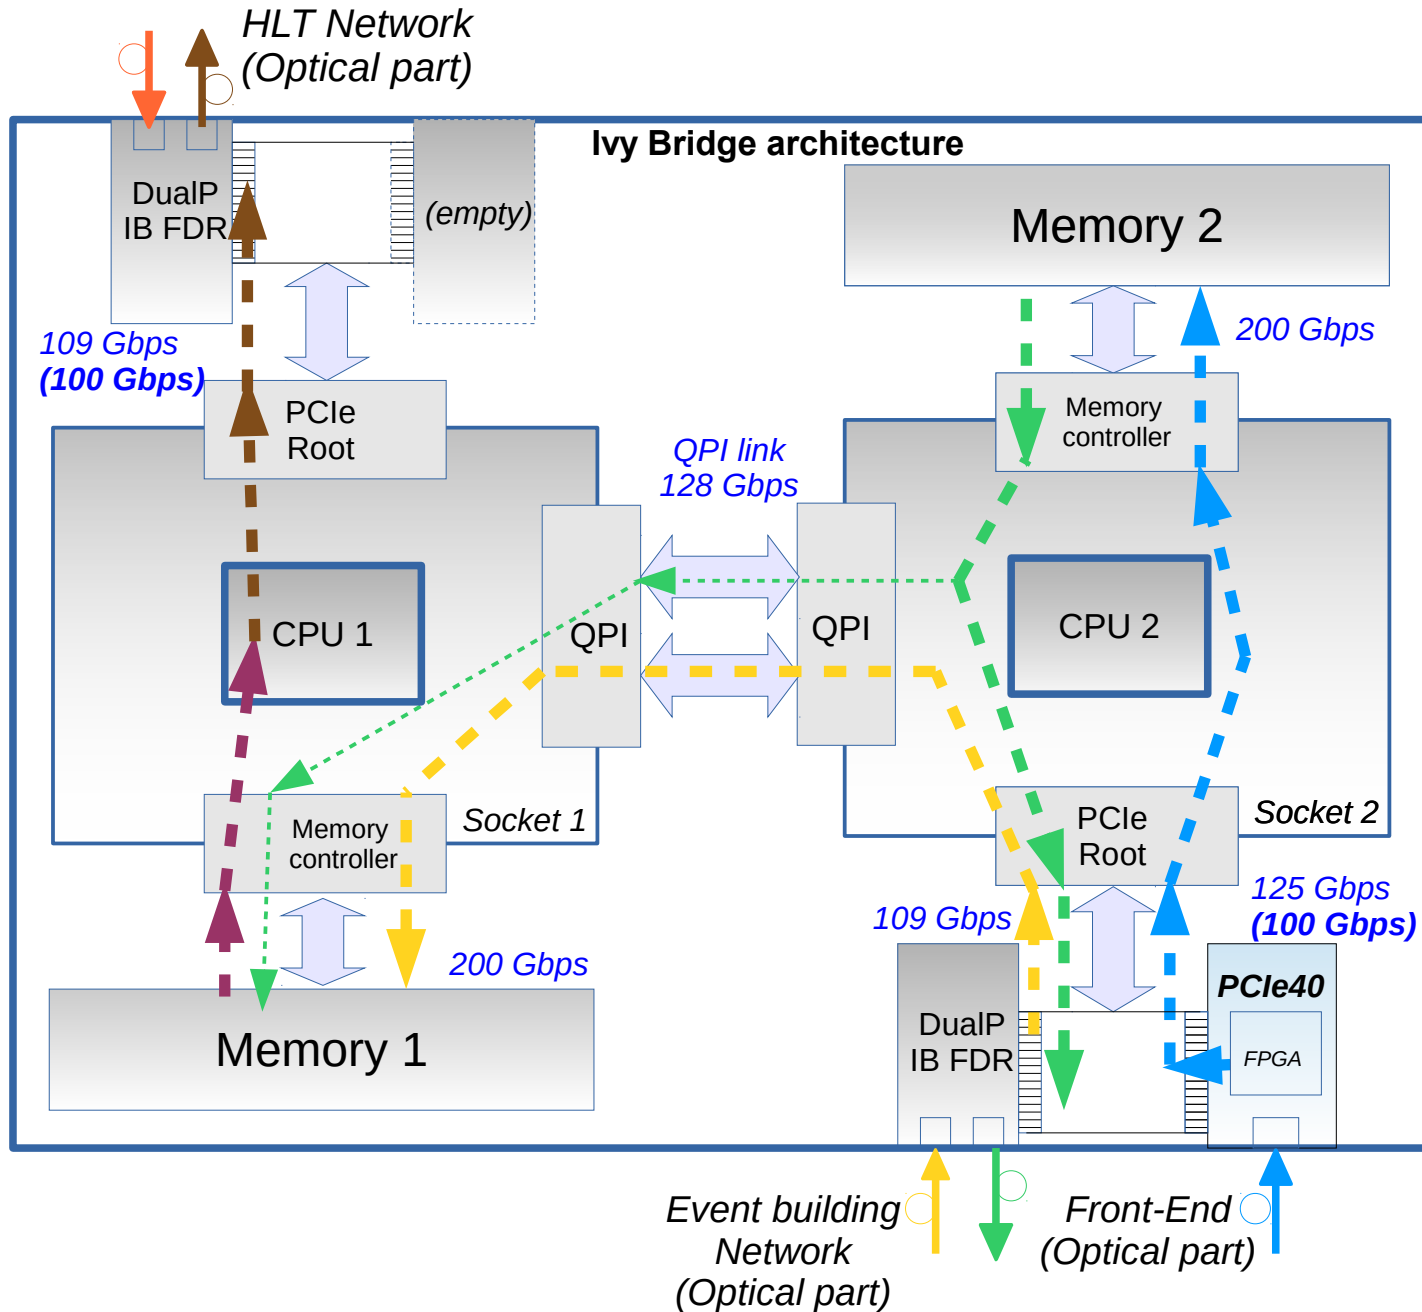 HLT Network
(Optical part)
Ivy Bridge architecture
DualP
IB FDR
(empty)
Memory 2
109 Gbps
(100 Gbps)
200 Gbps
PCIe
Root
Memory
controller
QPI link
128 Gbps
CPU 1
QPI
QPI
CPU 2
Memory
controller
Socket 1
PCIe
Root
Socket 2
200 Gbps
109 Gbps
125 Gbps
(100 Gbps)
Memory 1
DualP
IB FDR
PCIe40
FPGA
Event building
Network
(Optical part)
Front-End
(Optical part)